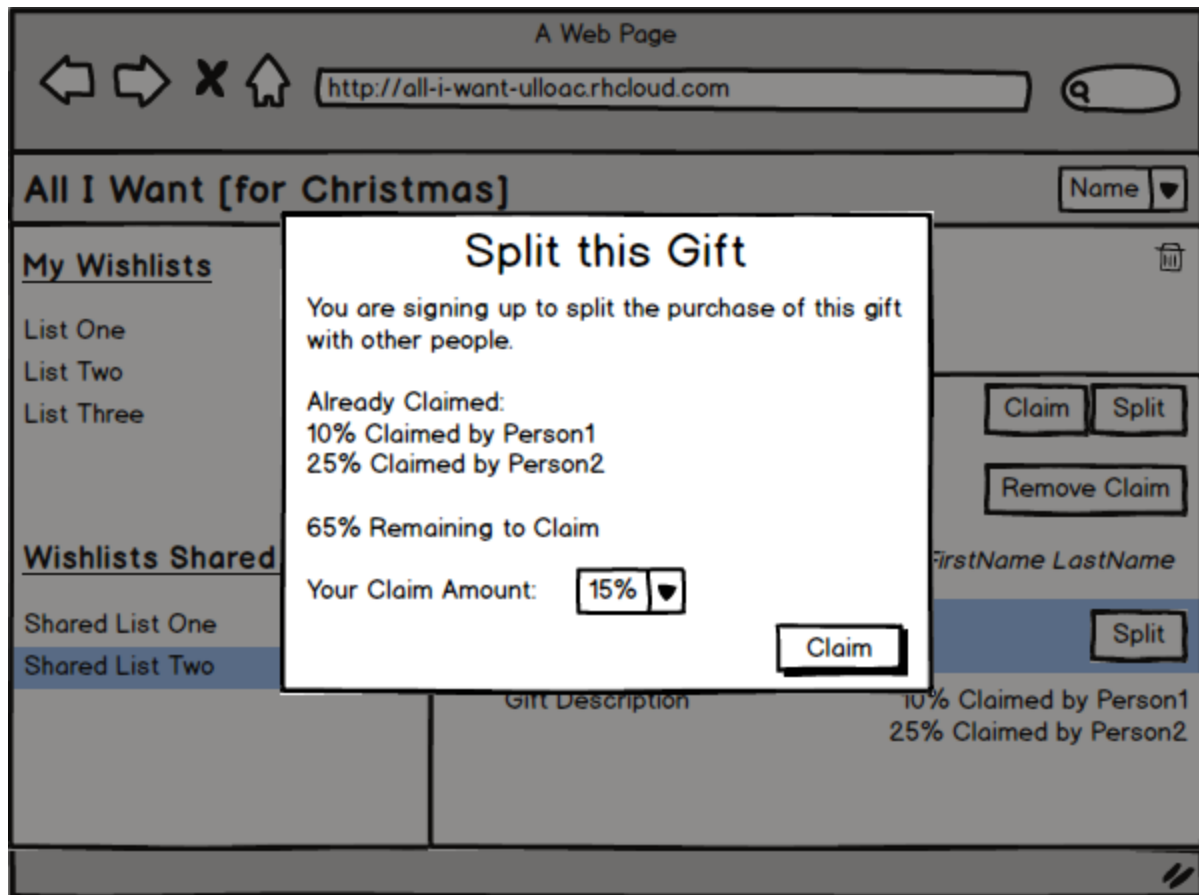 A Web Page
http://all-i-want-ulloac.rhcloud.com
All I Want [for Christmas]
Name
My Wishlists
List One
List Two
List Three
Wishlists Shared
Shared List One
Shared List Two
Split this Gift
You are signing up to split the purchase of this gift
with other people.
Already Claimed:
10% Claimed by Person1
25% Claimed by Person2
65% Remaining to Claim
Your Claim Amount: 15%
Claim
Claim Split
Remove Claim
FirstName LastName
Split
Gift Description
10% Claimed by Person1
25% Claimed by Person2